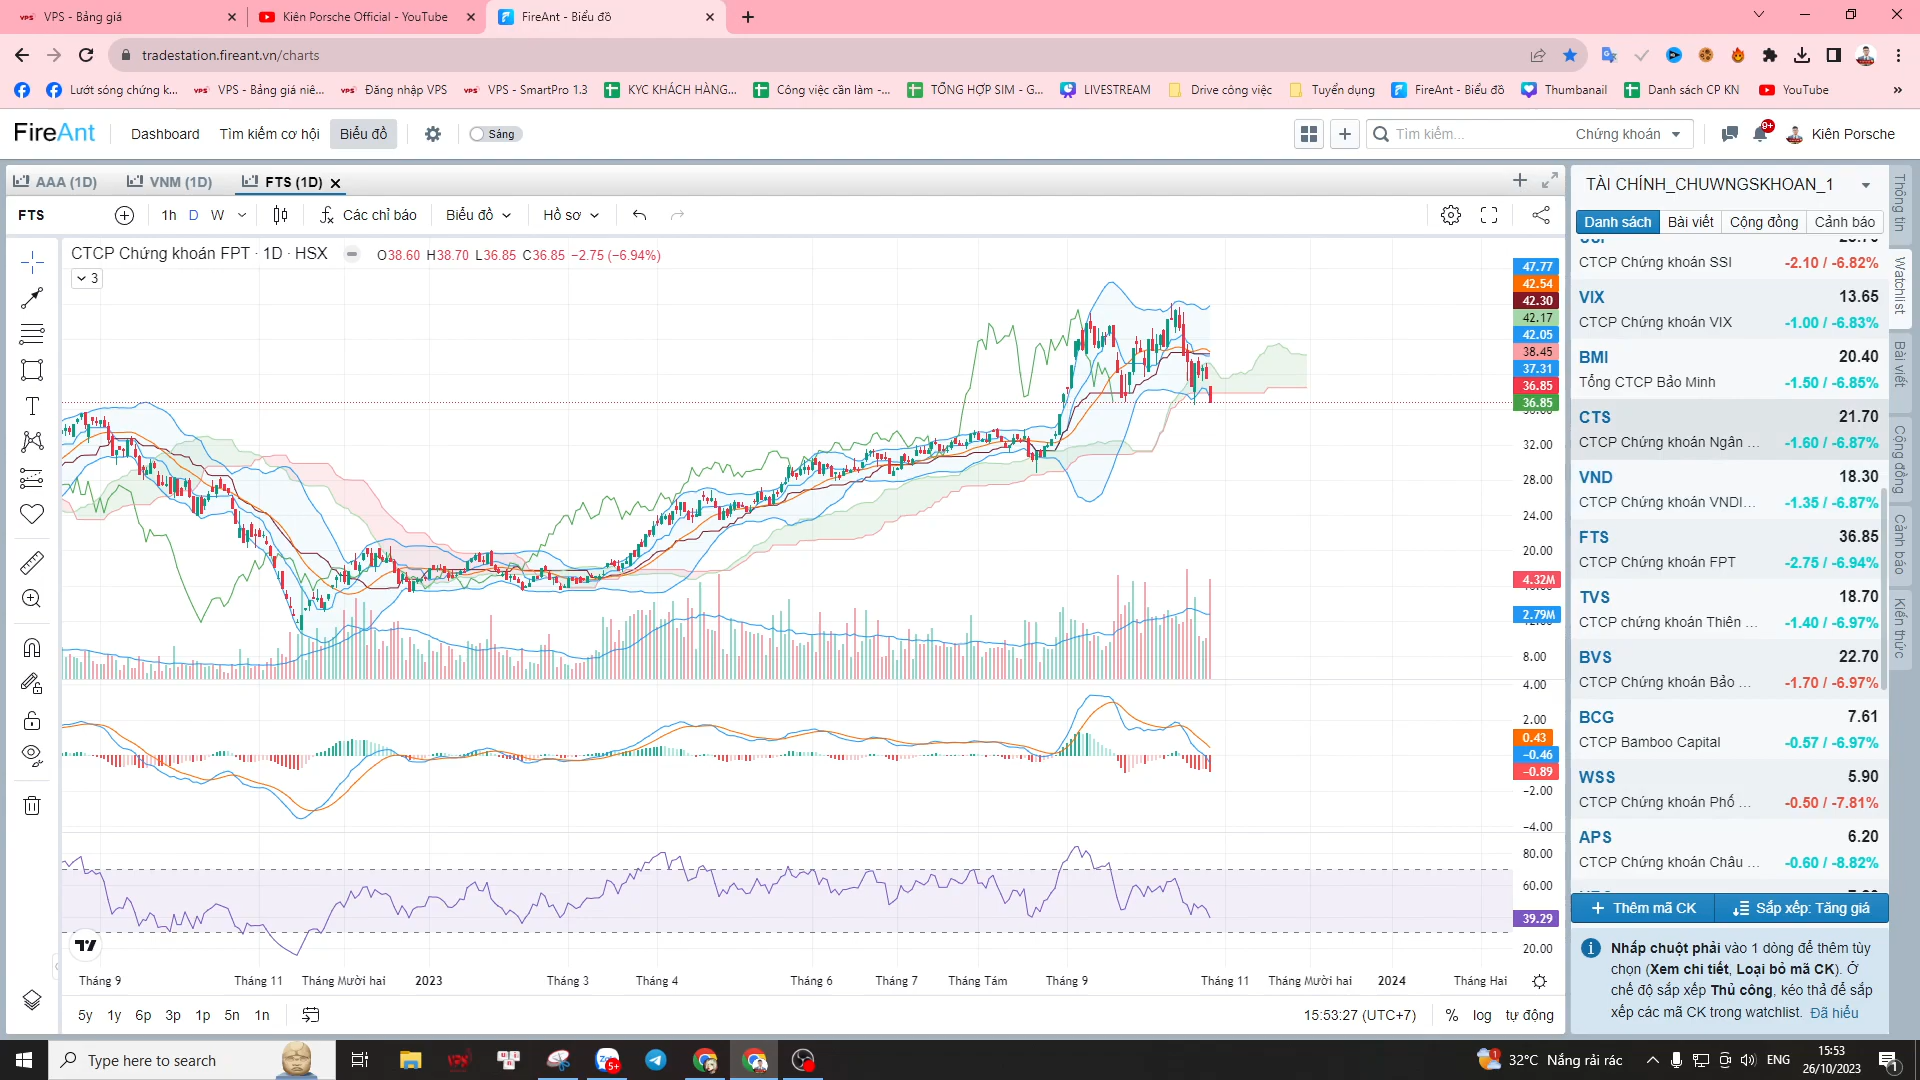 VPS - Bảng giá
Kiên Porsche Official - YouTube
FireAnt - Biểu đồ
tradestation.fireant.vn/charts
Lướt sóng chứng k...
VPS - Bảng giá niê...
Đăng nhập VPS
VPS - SmartPro 1.3
KYC KHÁCH HÀNG...
Công việc cần làm -...
TỔNG HỢP SIM - G...
LIVESTREAM
Drive công việc
Tuyển dụng
FireAnt - Biểu đồ
Thumbanail
Danh sách CP KN
YouTube
»
FireAnt
Dashboard
Tìm kiếm cơ hội
Biểu đồ
Sáng
Tìm kiếm...
Chứng khoán
9+
Kiên Porsche
AAA (1D)
VNM (1D)
FTS (1D)
FTS
1h
D
W
Các chỉ báo
Biểu đồ
Hồ sơ
CTCP Chứng khoán FPT · 1D · HSX
O38.60 H38.70 L36.85 C36.85 −2.75 (−6.94%)
3
47.77
42.54
42.30
42.17
42.05
38.45
37.31
36.85
36.85
32.00
28.00
24.00
20.00
4.32M
2.79M
8.00
4.00
2.00
0.43
−0.46
−0.89
−2.00
−4.00
80.00
60.00
39.29
20.00
Tháng 9
Tháng 11
Tháng Mười hai
2023
Tháng 3
Tháng 4
Tháng 6
Tháng 7
Tháng Tám
Tháng 9
Tháng 11
Tháng Mười hai
2024
Tháng Hai
5y 1y 6p 3p 1p 5n 1n
15:53:27 (UTC+7)
% log tự động
TÀI CHÍNH_CHUWNGSKHOAN_1
Danh sách
Bài viết
Cộng đồng
Cảnh báo
CTCP Chứng khoán SSI -2.10 / -6.82%
VIX 13.65
CTCP Chứng khoán VIX -1.00 / -6.83%
BMI 20.40
Tổng CTCP Bảo Minh -1.50 / -6.85%
CTS 21.70
CTCP Chứng khoán Ngân ... -1.60 / -6.87%
VND 18.30
CTCP Chứng khoán VNDI... -1.35 / -6.87%
FTS 36.85
CTCP Chứng khoán FPT -2.75 / -6.94%
TVS 18.70
CTCP chứng khoán Thiên ... -1.40 / -6.97%
BVS 22.70
CTCP Chứng khoán Bảo ... -1.70 / -6.97%
BCG 7.61
CTCP Bamboo Capital -0.57 / -6.97%
WSS 5.90
CTCP Chứng khoán Phố ... -0.50 / -7.81%
APS 6.20
CTCP Chứng khoán Châu ... -0.60 / -8.82%
Thêm mã CK
Sắp xếp: Tăng giá
Nhấp chuột phải vào 1 dòng để thêm tùy
chọn (Xem chi tiết, Loại bỏ mã CK). Ở
chế độ sắp xếp Thủ công, kéo thả để sắp
xếp các mã CK trong watchlist. Đã hiểu
Thông tin
Watchlist
Bài viết
Cộng đồng
Cảnh báo
Kiến thức
Type here to search
5+
32°C Nắng rải rác
ENG
15:53
26/10/2023
1